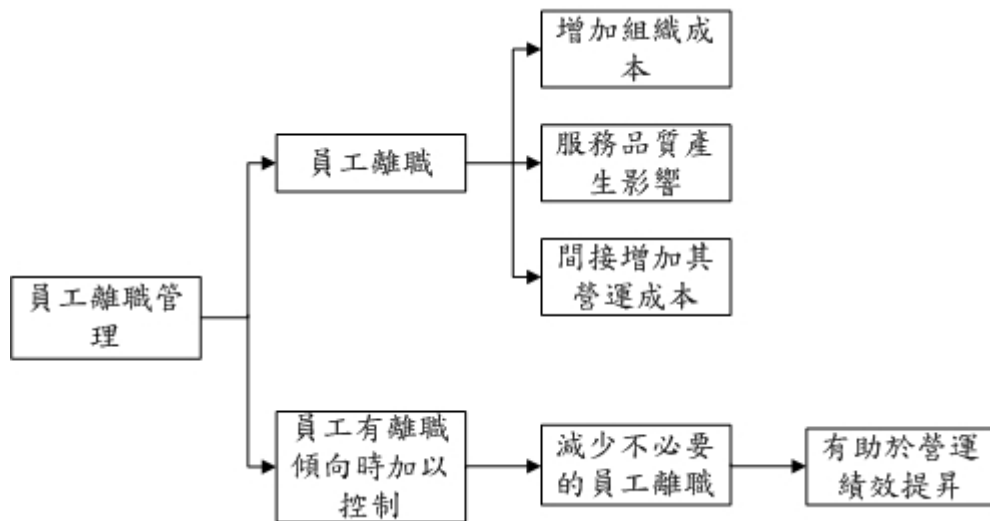 增加組織成
本
員工離職
服務品質產
生影響
間接增加其
營運成本
員工離職管
理
員工有離職
傾向時加以
控制
減少不必要
的員工離職
有助於營運
績效提昇